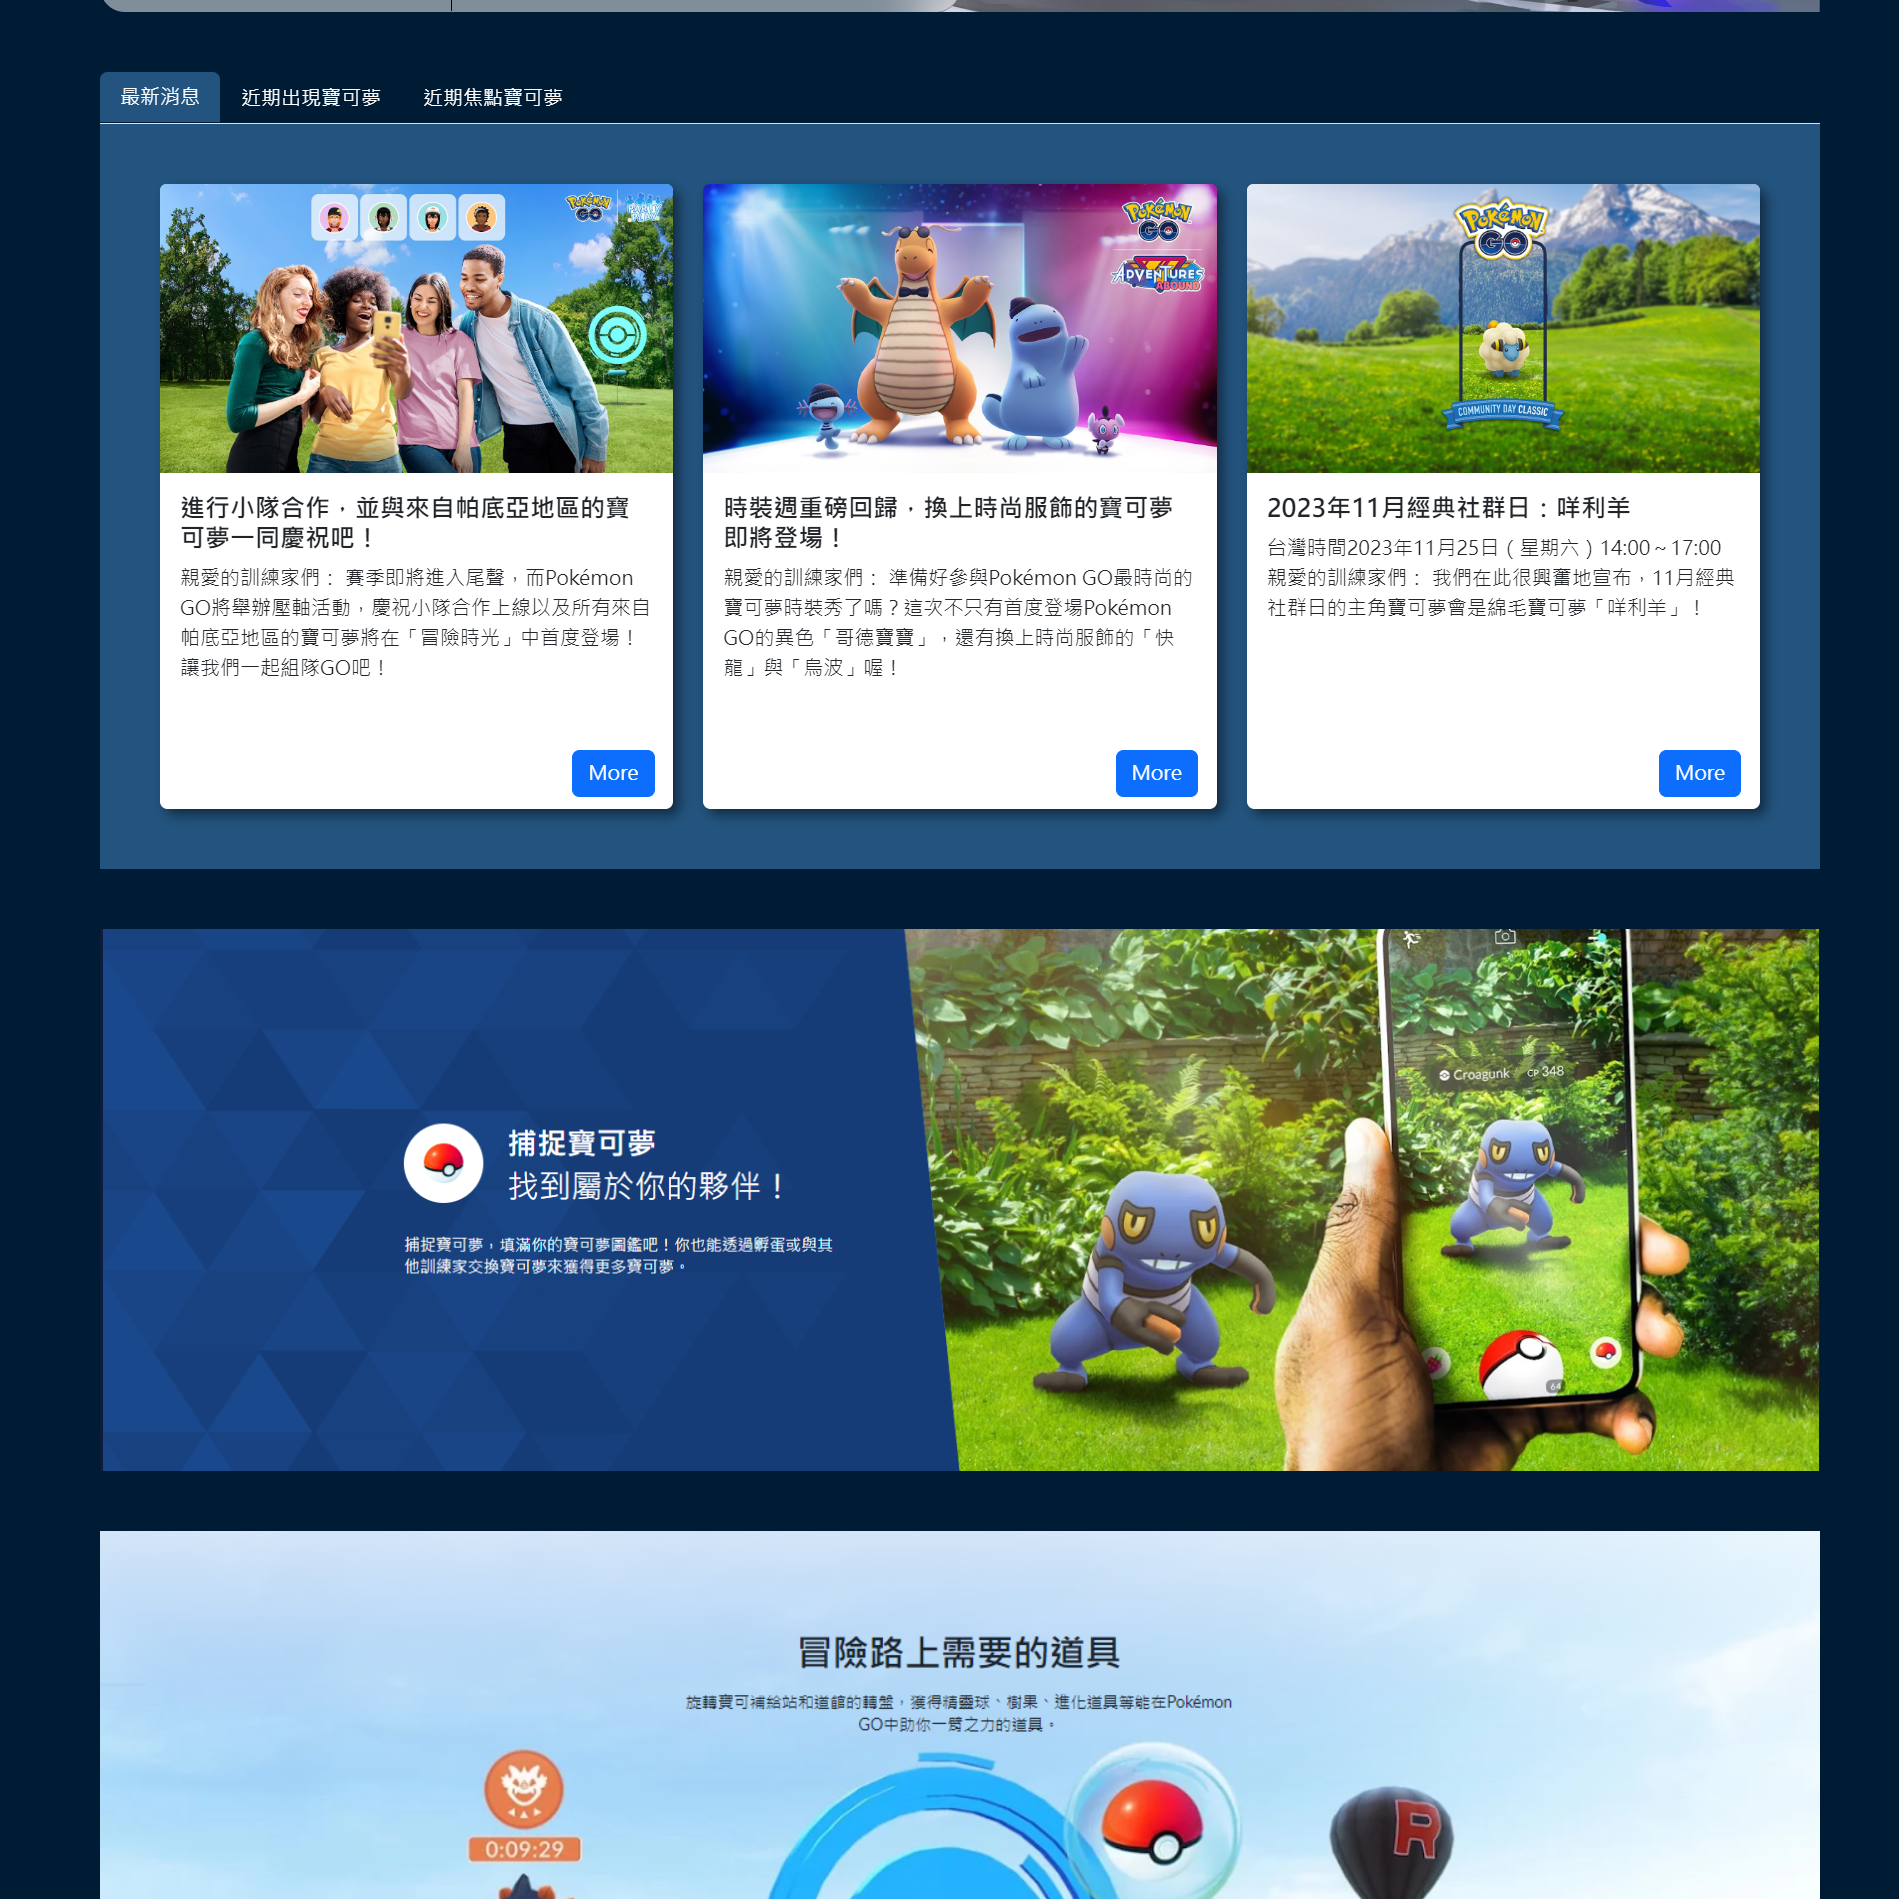 最新消息
近期出現寶可夢
近期焦點寶可夢
POKÉMON GO
PARTY PLAY
POKÉMON GO
ADVENTURES ABOUND
POKÉMON GO
COMMUNITY DAY CLASSIC
進行小隊合作，並與來自帕底亞地區的寶
可夢一同慶祝吧！
親愛的訓練家們： 賽季即將進入尾聲，而Pokémon
GO將舉辦壓軸活動，慶祝小隊合作上線以及所有來自
帕底亞地區的寶可夢將在「冒險時光」中首度登場！
讓我們一起組隊GO吧！
More
時裝週重磅回歸，換上時尚服飾的寶可夢
即將登場！
親愛的訓練家們： 準備好參與Pokémon GO最時尚的
寶可夢時裝秀了嗎？這次不只有首度登場Pokémon
GO的異色「哥德寶寶」，還有換上時尚服飾的「快
龍」與「烏波」喔！
More
2023年11月經典社群日：咩利羊
台灣時間2023年11月25日（星期六）14:00～17:00
親愛的訓練家們： 我們在此很興奮地宣布，11月經典
社群日的主角寶可夢會是綿毛寶可夢「咩利羊」！
More
捕捉寶可夢
找到屬於你的夥伴！
捕捉寶可夢，填滿你的寶可夢圖鑑吧！你也能透過孵蛋或與其
他訓練家交換寶可夢來獲得更多寶可夢。
Croagunk CP 348
64
冒險路上需要的道具
旋轉寶可補給站和道館的轉盤，獲得精靈球、樹果、進化道具等能在Pokémon
GO中助你一臂之力的道具。
0:09:29
R